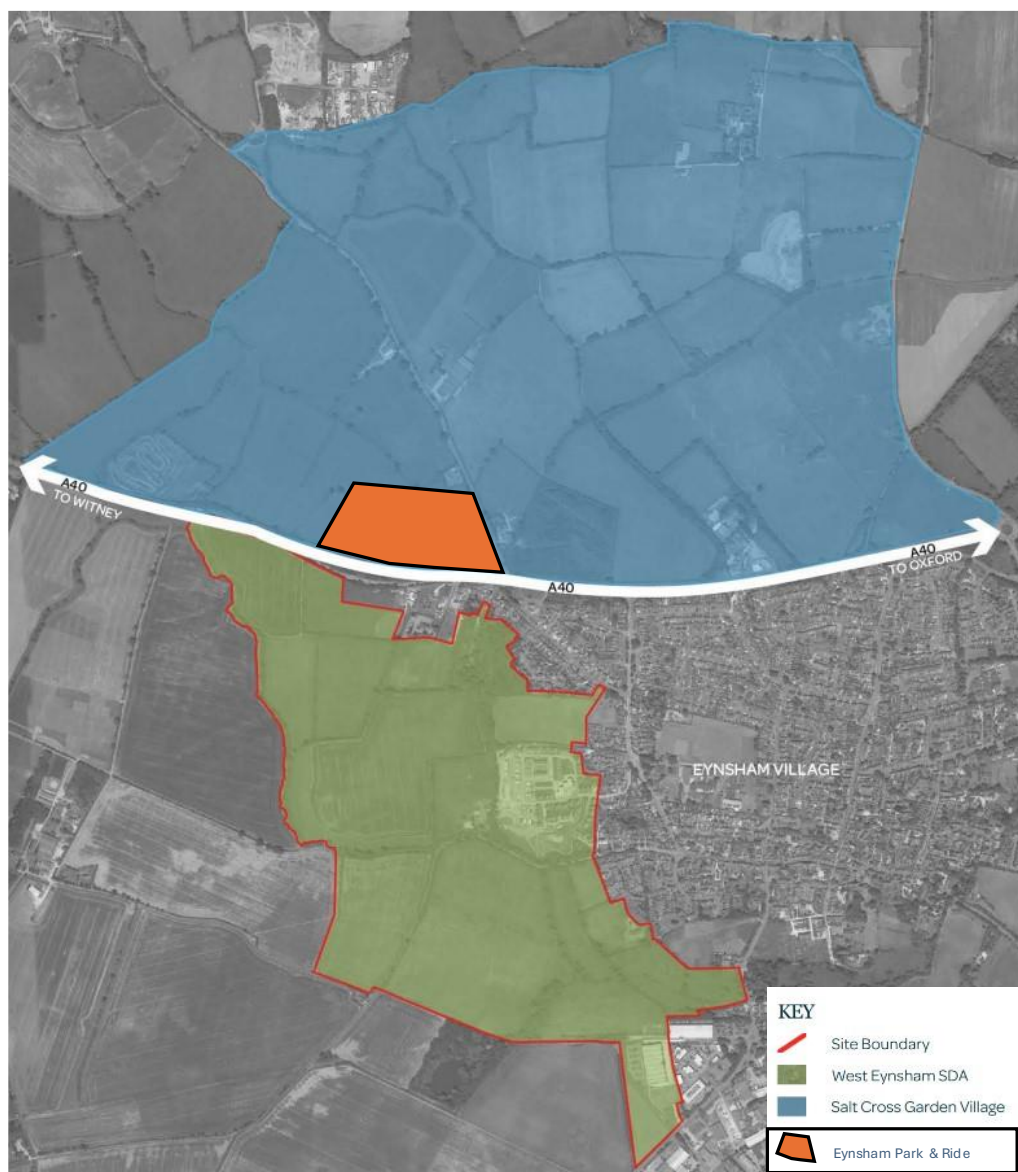 A40
TO WITNEY
A40
A40
TO OXFORD
EYNSHAM VILLAGE
KEY
Site Boundary
West Eynsham SDA
Salt Cross Garden Village
Eynsham Park & Ride